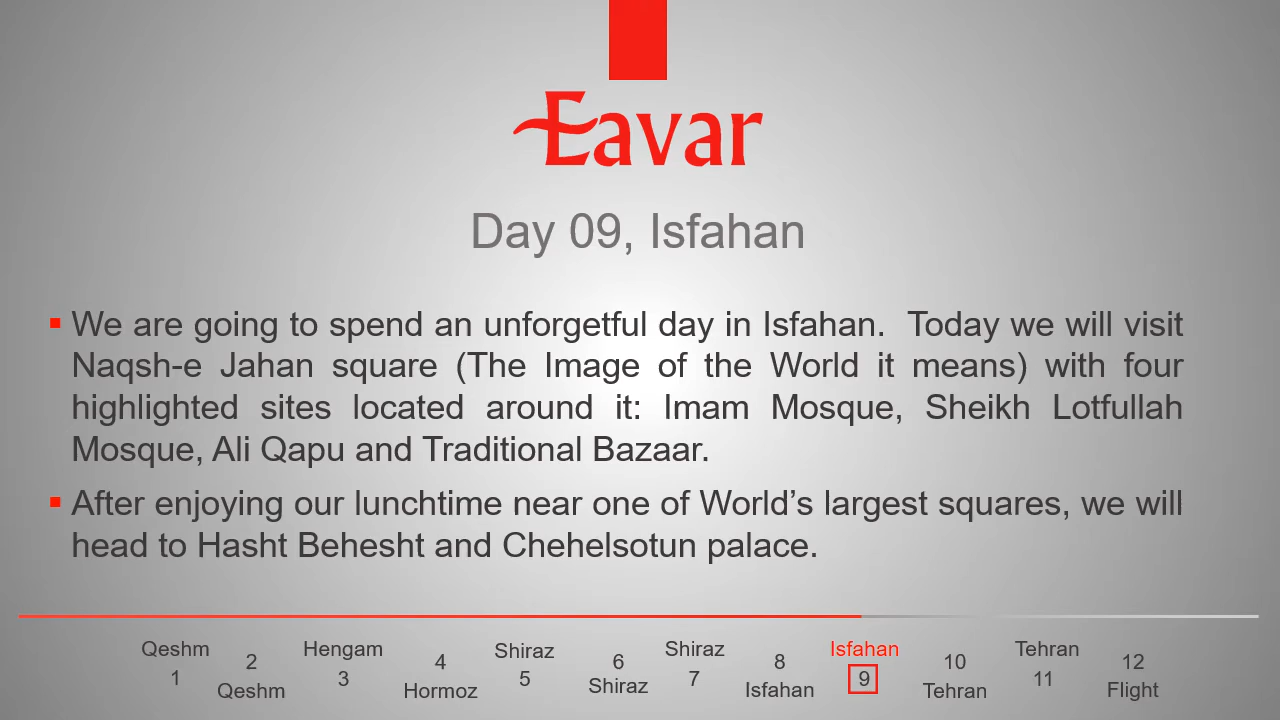 Eavar
Day 09, Isfahan
We are going to spend an unforgetful day in Isfahan.  Today we will visit
Naqsh-e Jahan square (The Image of the World it means) with four
highlighted sites located around it: Imam Mosque, Sheikh Lotfullah
Mosque, Ali Qapu and Traditional Bazaar.
After enjoying our lunchtime near one of World’s largest squares, we will
head to Hasht Behesht and Chehelsotun palace.
Qeshm
1
2
Qeshm
Hengam
3
4
Hormoz
Shiraz
5
6
Shiraz
Shiraz
7
8
Isfahan
Isfahan
9
10
Tehran
Tehran
11
12
Flight